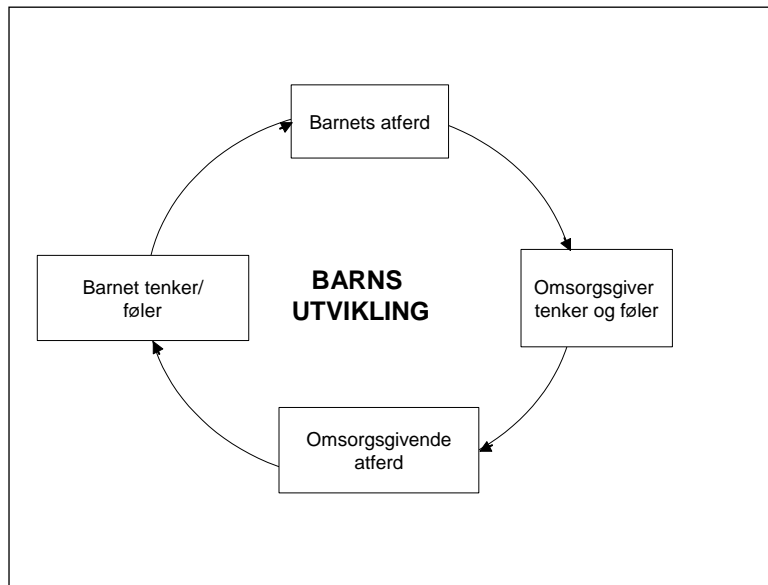 Barnets atferd
Barnet tenker/
føler
BARNS
UTVIKLING
Omsorgsgiver
tenker og føler
Omsorgsgivende
atferd